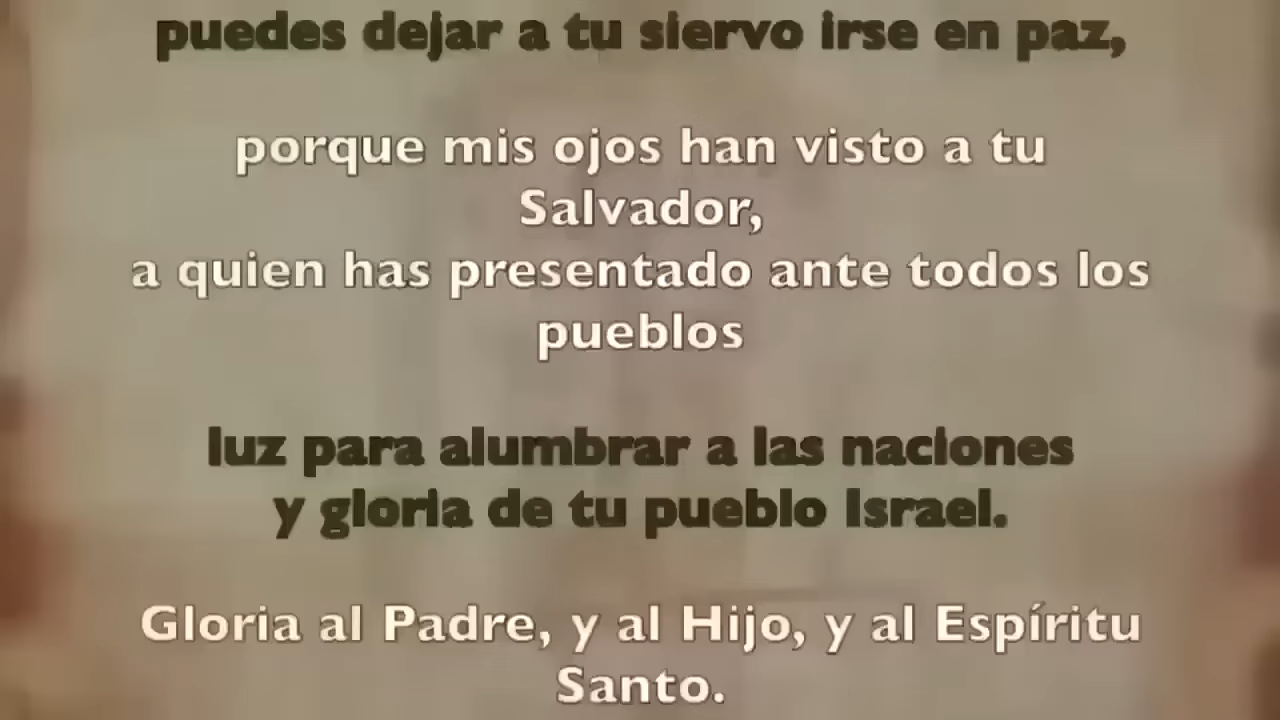 puedes dejar a tu siervo irse en paz,
porque mis ojos han visto a tu
Salvador,
a quien has presentado ante todos los
pueblos
luz para alumbrar a las naciones
y gloria de tu pueblo Israel.
Gloria al Padre, y al Hijo, y al Espíritu
Santo.